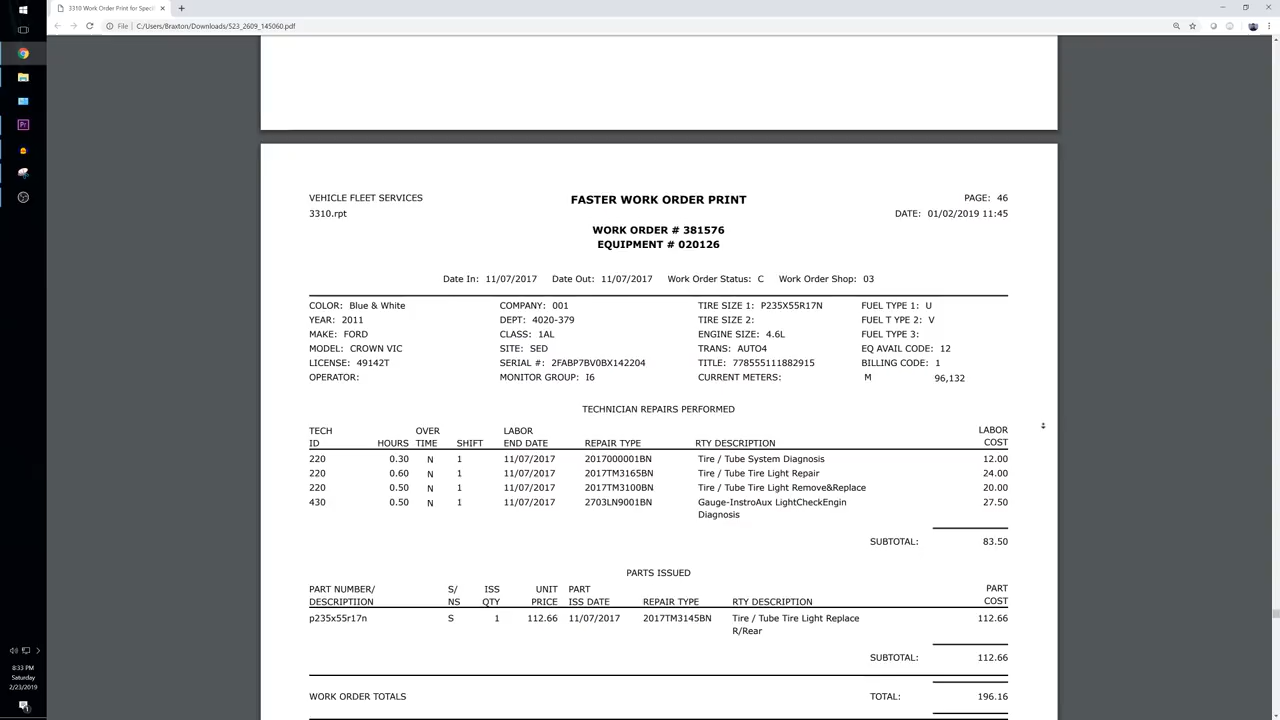 3310 Work Order Print for Specif
File | C:/Users/Braxton/Downloads/523_2609_145060.pdf
VEHICLE FLEET SERVICES FASTER WORK ORDER PRINT PAGE: 46
3310.rpt DATE: 01/02/2019 11:45
WORK ORDER # 381576
EQUIPMENT # 020126
Date In: 11/07/2017 Date Out: 11/07/2017 Work Order Status: C Work Order Shop: 03
COLOR: Blue & White COMPANY: 001 TIRE SIZE 1: P235X55R17N FUEL TYPE 1: U
YEAR: 2011 DEPT: 4020-379 TIRE SIZE 2: FUEL T YPE 2: V
MAKE: FORD CLASS: 1AL ENGINE SIZE: 4.6L FUEL TYPE 3:
MODEL: CROWN VIC SITE: SED TRANS: AUTO4 EQ AVAIL CODE: 12
LICENSE: 49142T SERIAL #: 2FABP7BV0BX142204 TITLE: 778555111882915 BILLING CODE: 1
OPERATOR: MONITOR GROUP: I6 CURRENT METERS: M 96,132
TECHNICIAN REPAIRS PERFORMED
TECH OVER LABOR LABOR
ID HOURS TIME SHIFT END DATE REPAIR TYPE RTY DESCRIPTION COST
220 0.30 N 1 11/07/2017 2017000001BN Tire / Tube System Diagnosis 12.00
220 0.60 N 1 11/07/2017 2017TM3165BN Tire / Tube Tire Light Repair 24.00
220 0.50 N 1 11/07/2017 2017TM3100BN Tire / Tube Tire Light Remove&Replace 20.00
430 0.50 N 1 11/07/2017 2703LN9001BN Gauge-InstroAux LightCheckEngin 27.50
Diagnosis
SUBTOTAL: 83.50
PARTS ISSUED
PART NUMBER/ S/ ISS UNIT PART PART
DESCRIPTIION NS QTY PRICE ISS DATE REPAIR TYPE RTY DESCRIPTION COST
p235x55r17n S 1 112.66 11/07/2017 2017TM3145BN Tire / Tube Tire Light Replace 112.66
R/Rear
SUBTOTAL: 112.66
WORK ORDER TOTALS TOTAL: 196.16
8:33 PM
Saturday
2/23/2019